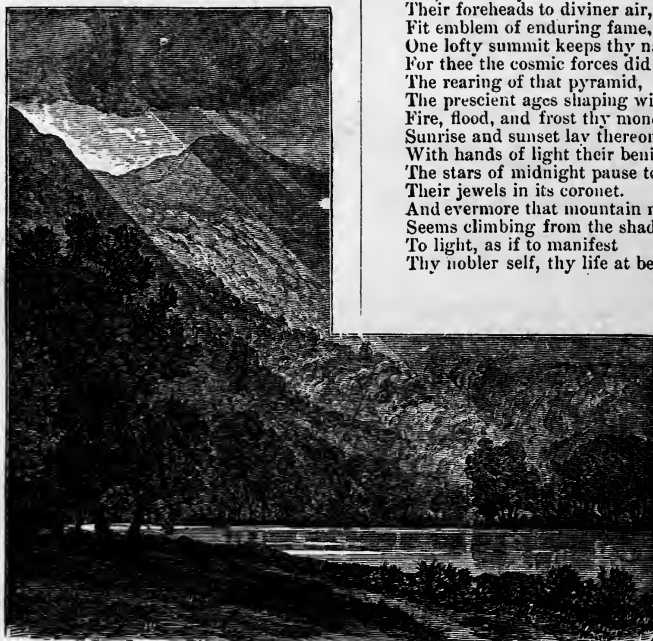 Their foreheads to diviner air,
Fit emblem of enduring fame,
One lofty summit keeps thy
For thee the cosmic forces did
The rearing of that pyramid,
The prescient ages shaping
Fire, flood, and frost thy
Sunrise and sunset lay
With hands of light their
The stars of midnight pause
Their jewels in its coronet.
And evermore that mountain
Seems climbing from the
To light, as if to manifest
Thy nobler self, thy life at